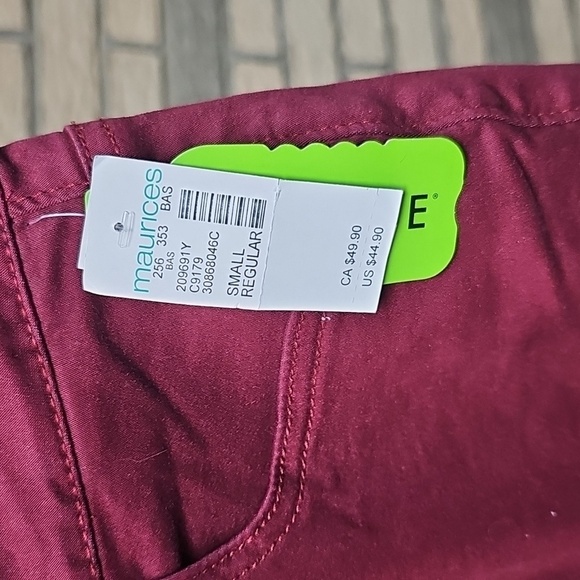 maurices
256 353 BAS
BAS
209691Y
C9179
30868046C
SMALL
REGULAR
CA $49.90
US $44.90
E®